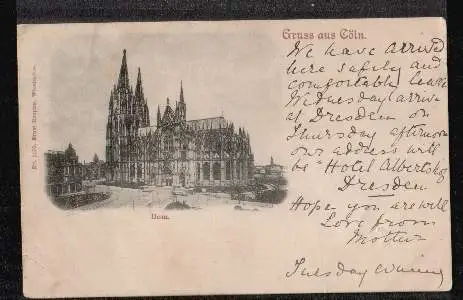 Gruss aus Cöln.
We have arrived
here safely and
comfortably leave
Wednesday arrive
at Dresden on
Thursday afternoon
our address will
be "Hotel Albertshof
Dresden
Hope you are well
Love from
Mother
Tuesday evening
Dom.